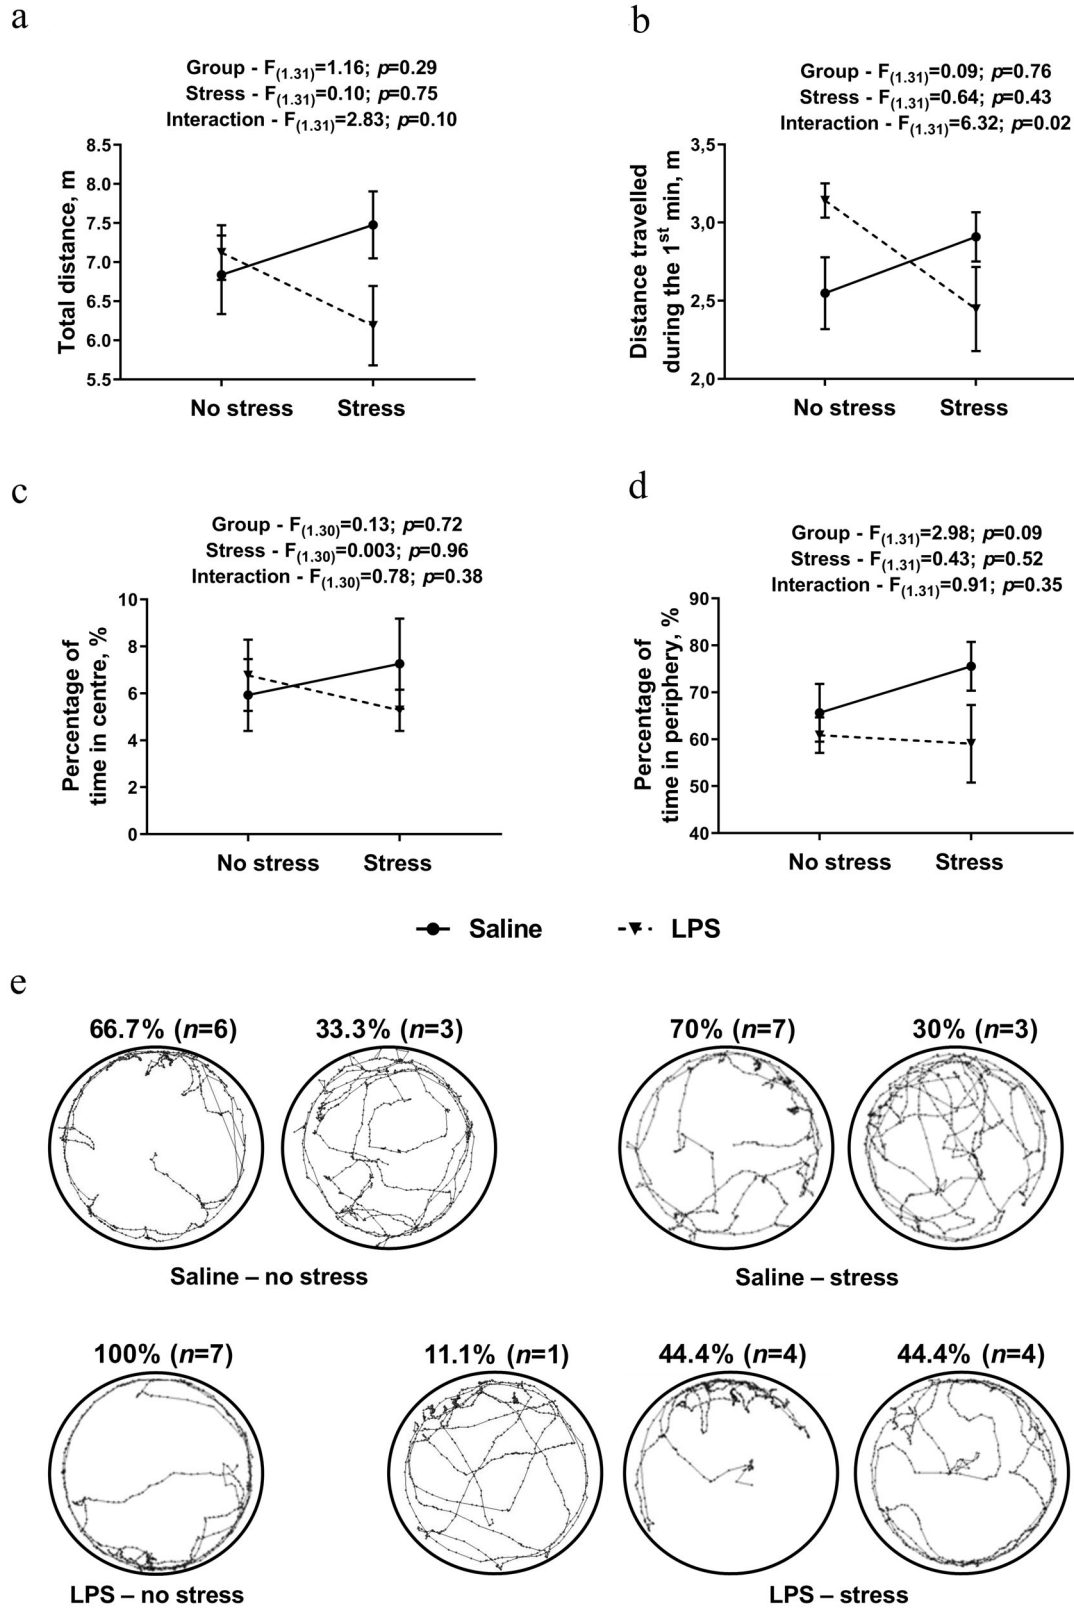 a
Group - F(1.31)=1.16; p=0.29
Stress - F(1.31)=0.10; p=0.75
Interaction - F(1.31)=2.83; p=0.10
Total distance, m
8.5
8.0
7.5
7.0
6.5
6.0
5.5
No stress Stress
b
Group - F(1.31)=0.09; p=0.76
Stress - F(1.31)=0.64; p=0.43
Interaction - F(1.31)=6.32; p=0.02
Distance travelled
during the 1st min, m
3,5
3,0
2,5
2,0
No stress Stress
c
Group - F(1.30)=0.13; p=0.72
Stress - F(1.30)=0.003; p=0.96
Interaction - F(1.30)=0.78; p=0.38
Percentage of
time in centre, %
10
8
6
4
2
0
No stress Stress
d
Group - F(1.31)=2.98; p=0.09
Stress - F(1.31)=0.43; p=0.52
Interaction - F(1.31)=0.91; p=0.35
Percentage of
time in periphery, %
90
80
70
60
50
40
No stress Stress
Saline LPS
e
66.7% (n=6) 33.3% (n=3) 70% (n=7) 30% (n=3)
Saline – no stress Saline – stress
100% (n=7) 11.1% (n=1) 44.4% (n=4) 44.4% (n=4)
LPS – no stress LPS – stress